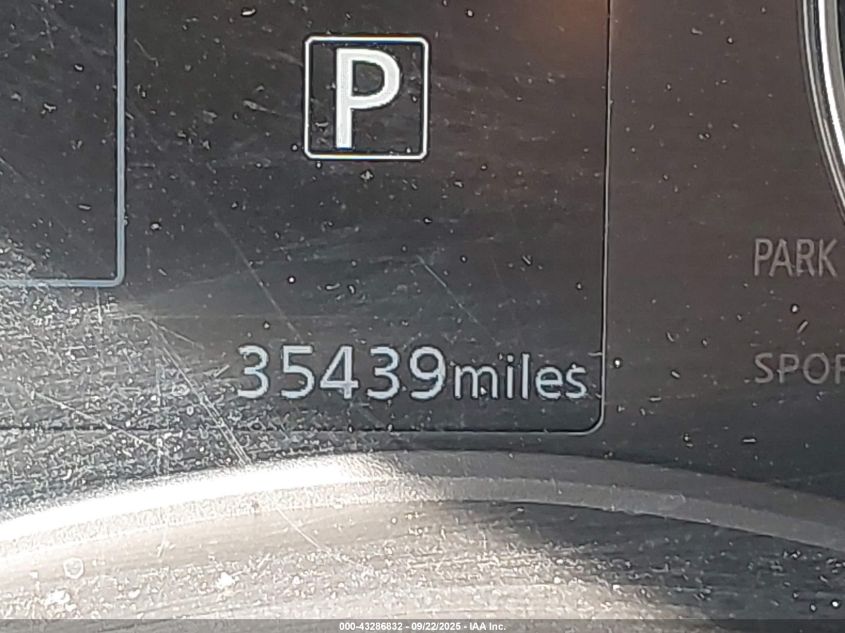 P
PARK
35439miles
SPOR
000-43286832 - 09/22/2025 - IAA Inc.